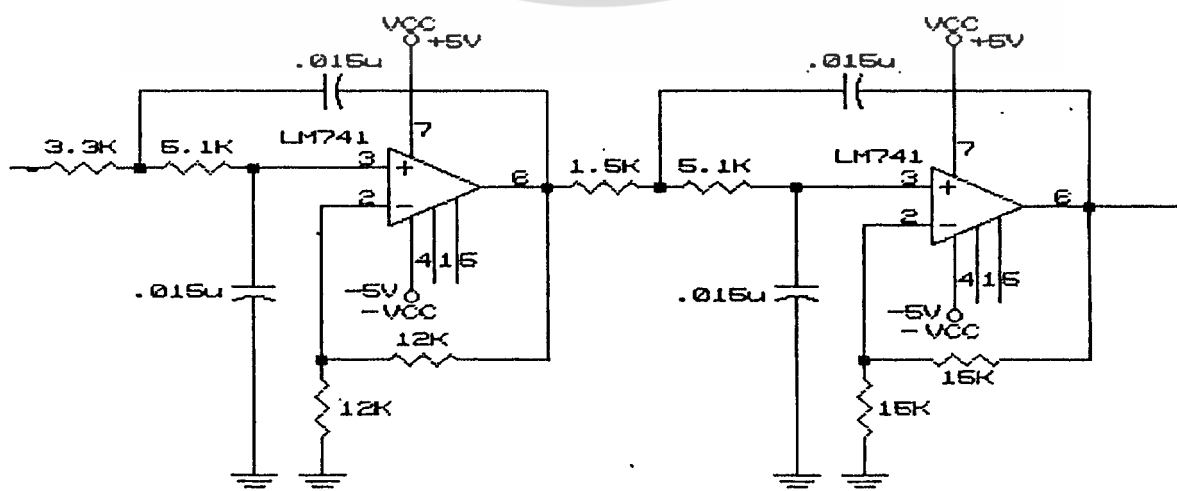 VCC
+5V
.015u
7
3.3K
5.1K
LM741
3
+
2
-
6
4
1
5
.015u
-5V
-VCC
12K
12K
VCC
+5V
.015u
7
1.5K
5.1K
LM741
3
+
2
-
6
4
1
5
.015u
-5V
-VCC
15K
15K